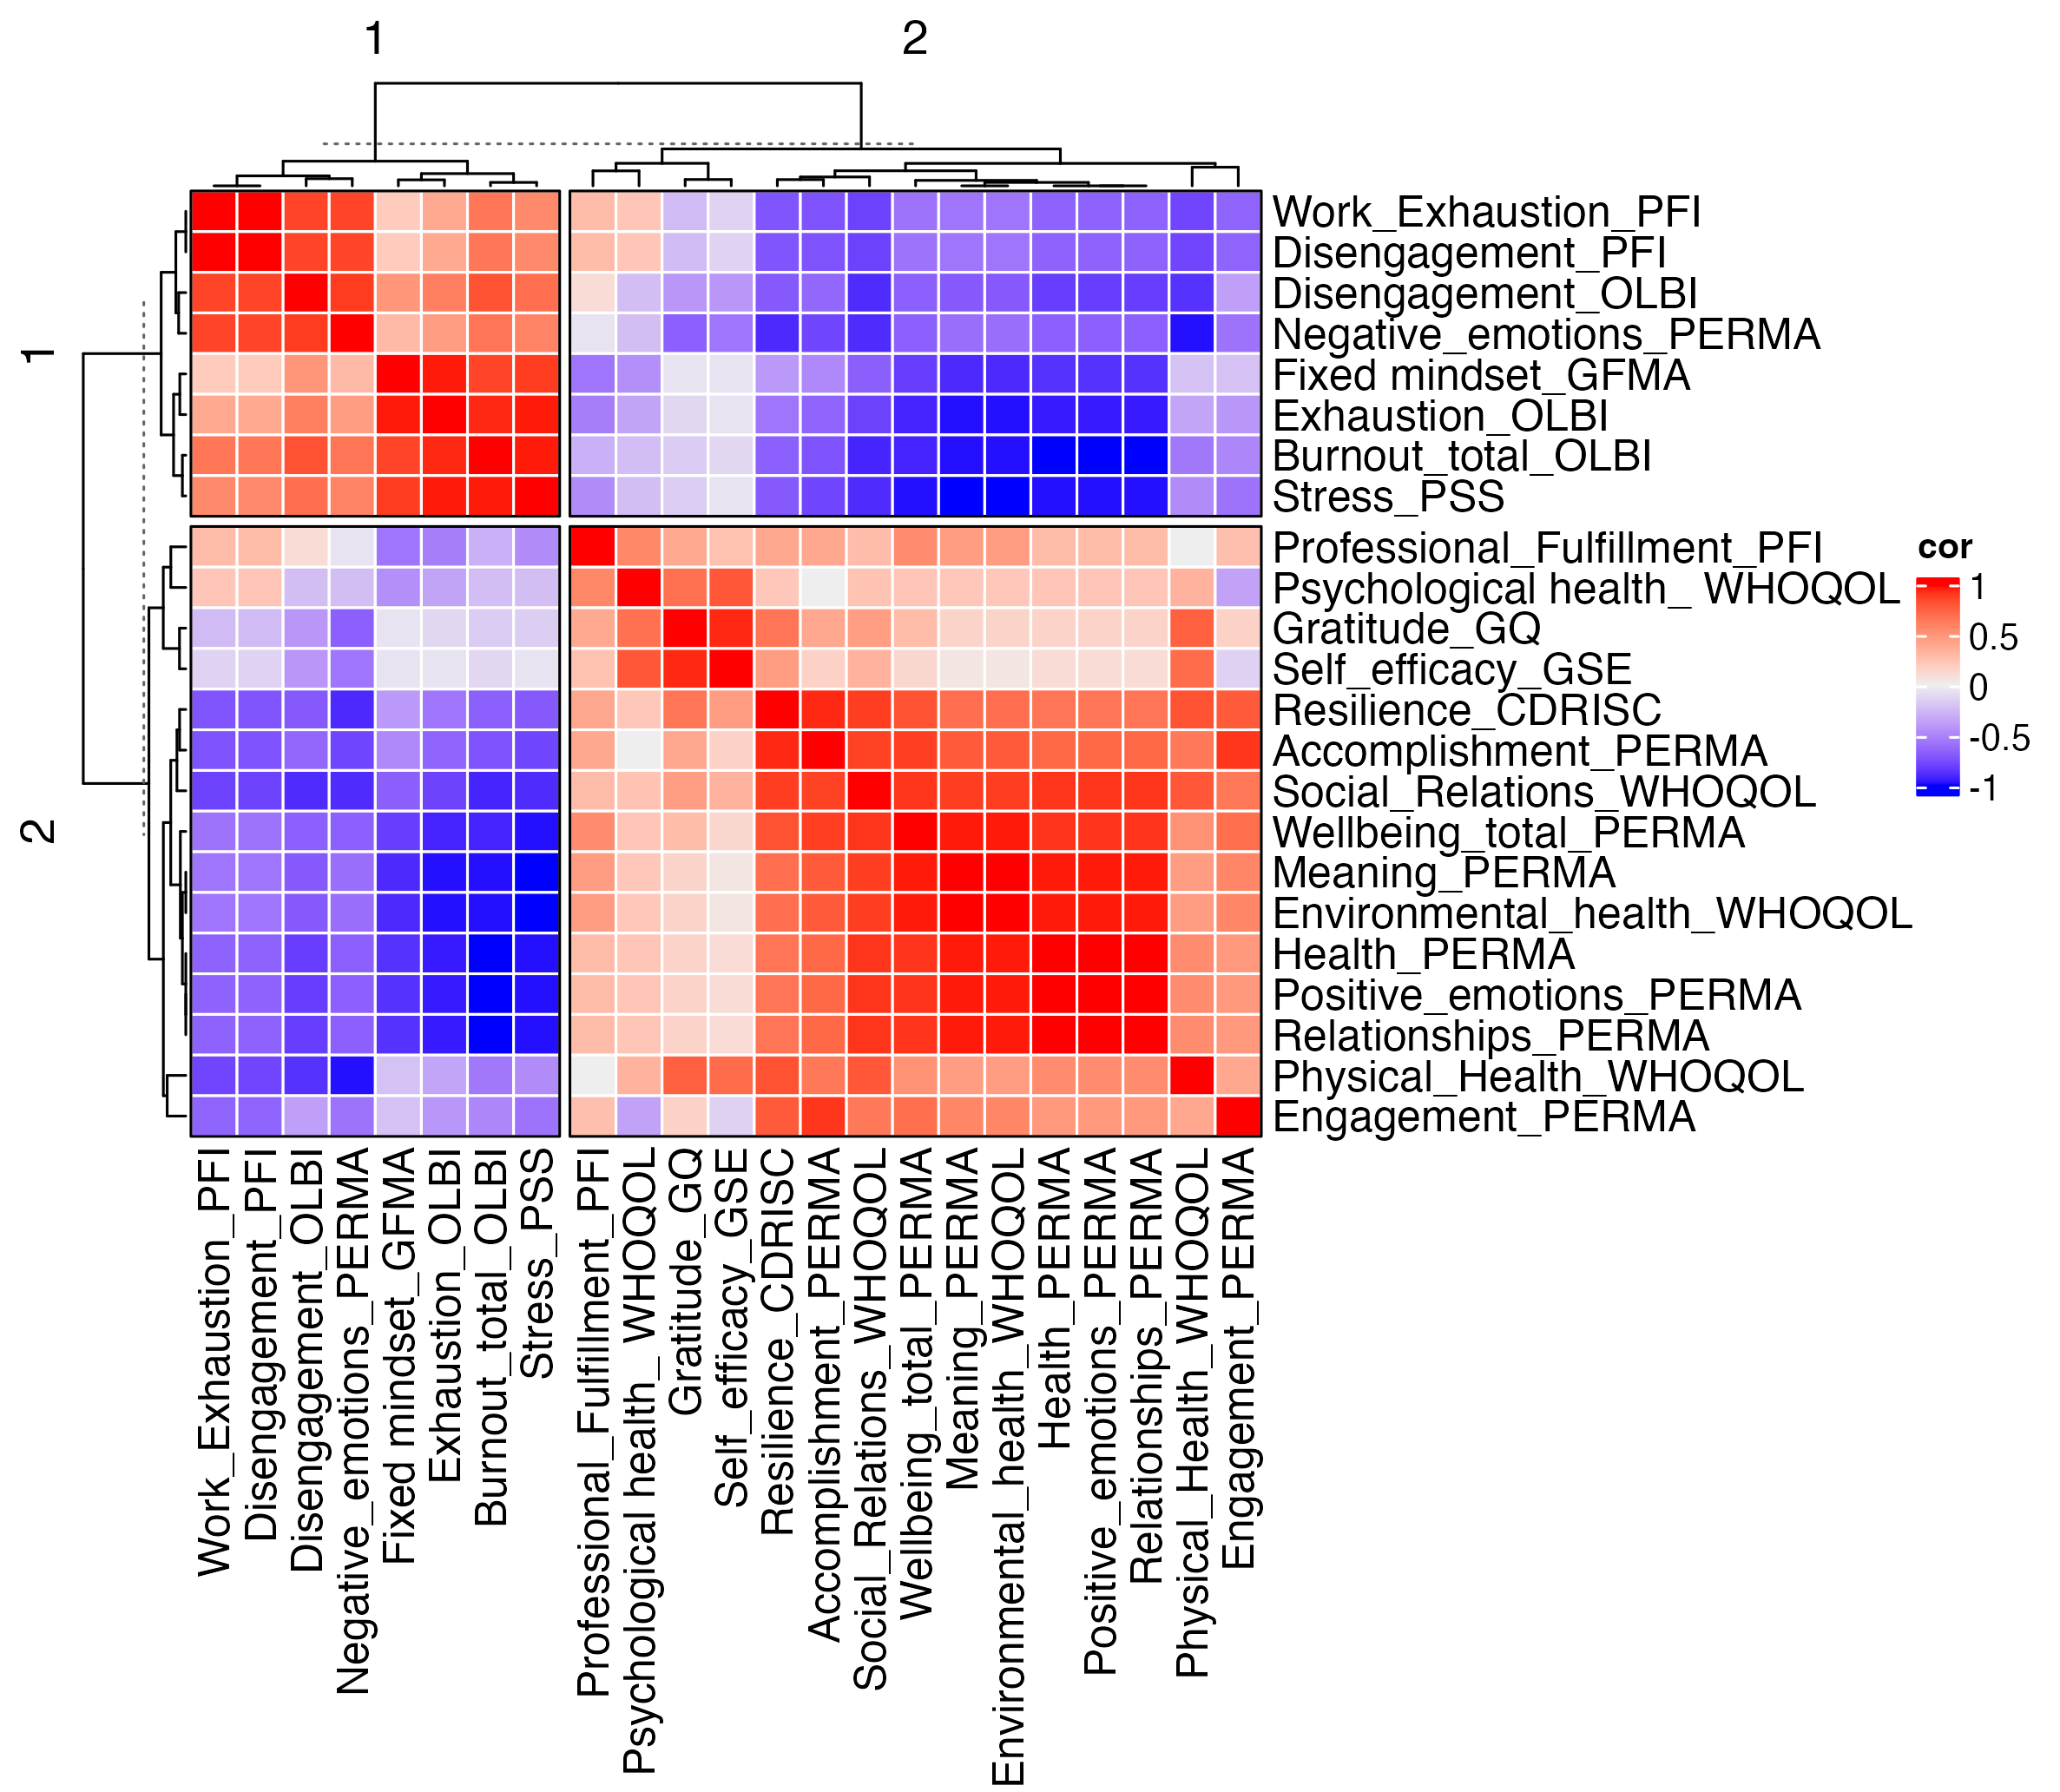 1
2
1
2
Work_Exhaustion_PFI
Disengagement_PFI
Disengagement_OLBI
Negative_emotions_PERMA
Fixed mindset_GFMA
Exhaustion_OLBI
Burnout_total_OLBI
Stress_PSS
Professional_Fulfillment_PFI
Psychological health_ WHOQOL
Gratitude_GQ
Self_efficacy_GSE
Resilience_CDRISC
Accomplishment_PERMA
Social_Relations_WHOQOL
Wellbeing_total_PERMA
Meaning_PERMA
Environmental_health_WHOQOL
Health_PERMA
Positive_emotions_PERMA
Relationships_PERMA
Physical_Health_WHOQOL
Engagement_PERMA
cor
1
0.5
0
-0.5
-1
Work_Exhaustion_PFI
Disengagement_PFI
Disengagement_OLBI
Negative_emotions_PERMA
Fixed mindset_GFMA
Exhaustion_OLBI
Burnout_total_OLBI
Stress_PSS
Professional_Fulfillment_PFI
Psychological health_ WHOQOL
Gratitude_GQ
Self_efficacy_GSE
Resilience_CDRISC
Accomplishment_PERMA
Social_Relations_WHOQOL
Wellbeing_total_PERMA
Meaning_PERMA
Environmental_health_WHOQOL
Health_PERMA
Positive_emotions_PERMA
Relationships_PERMA
Physical_Health_WHOQOL
Engagement_PERMA